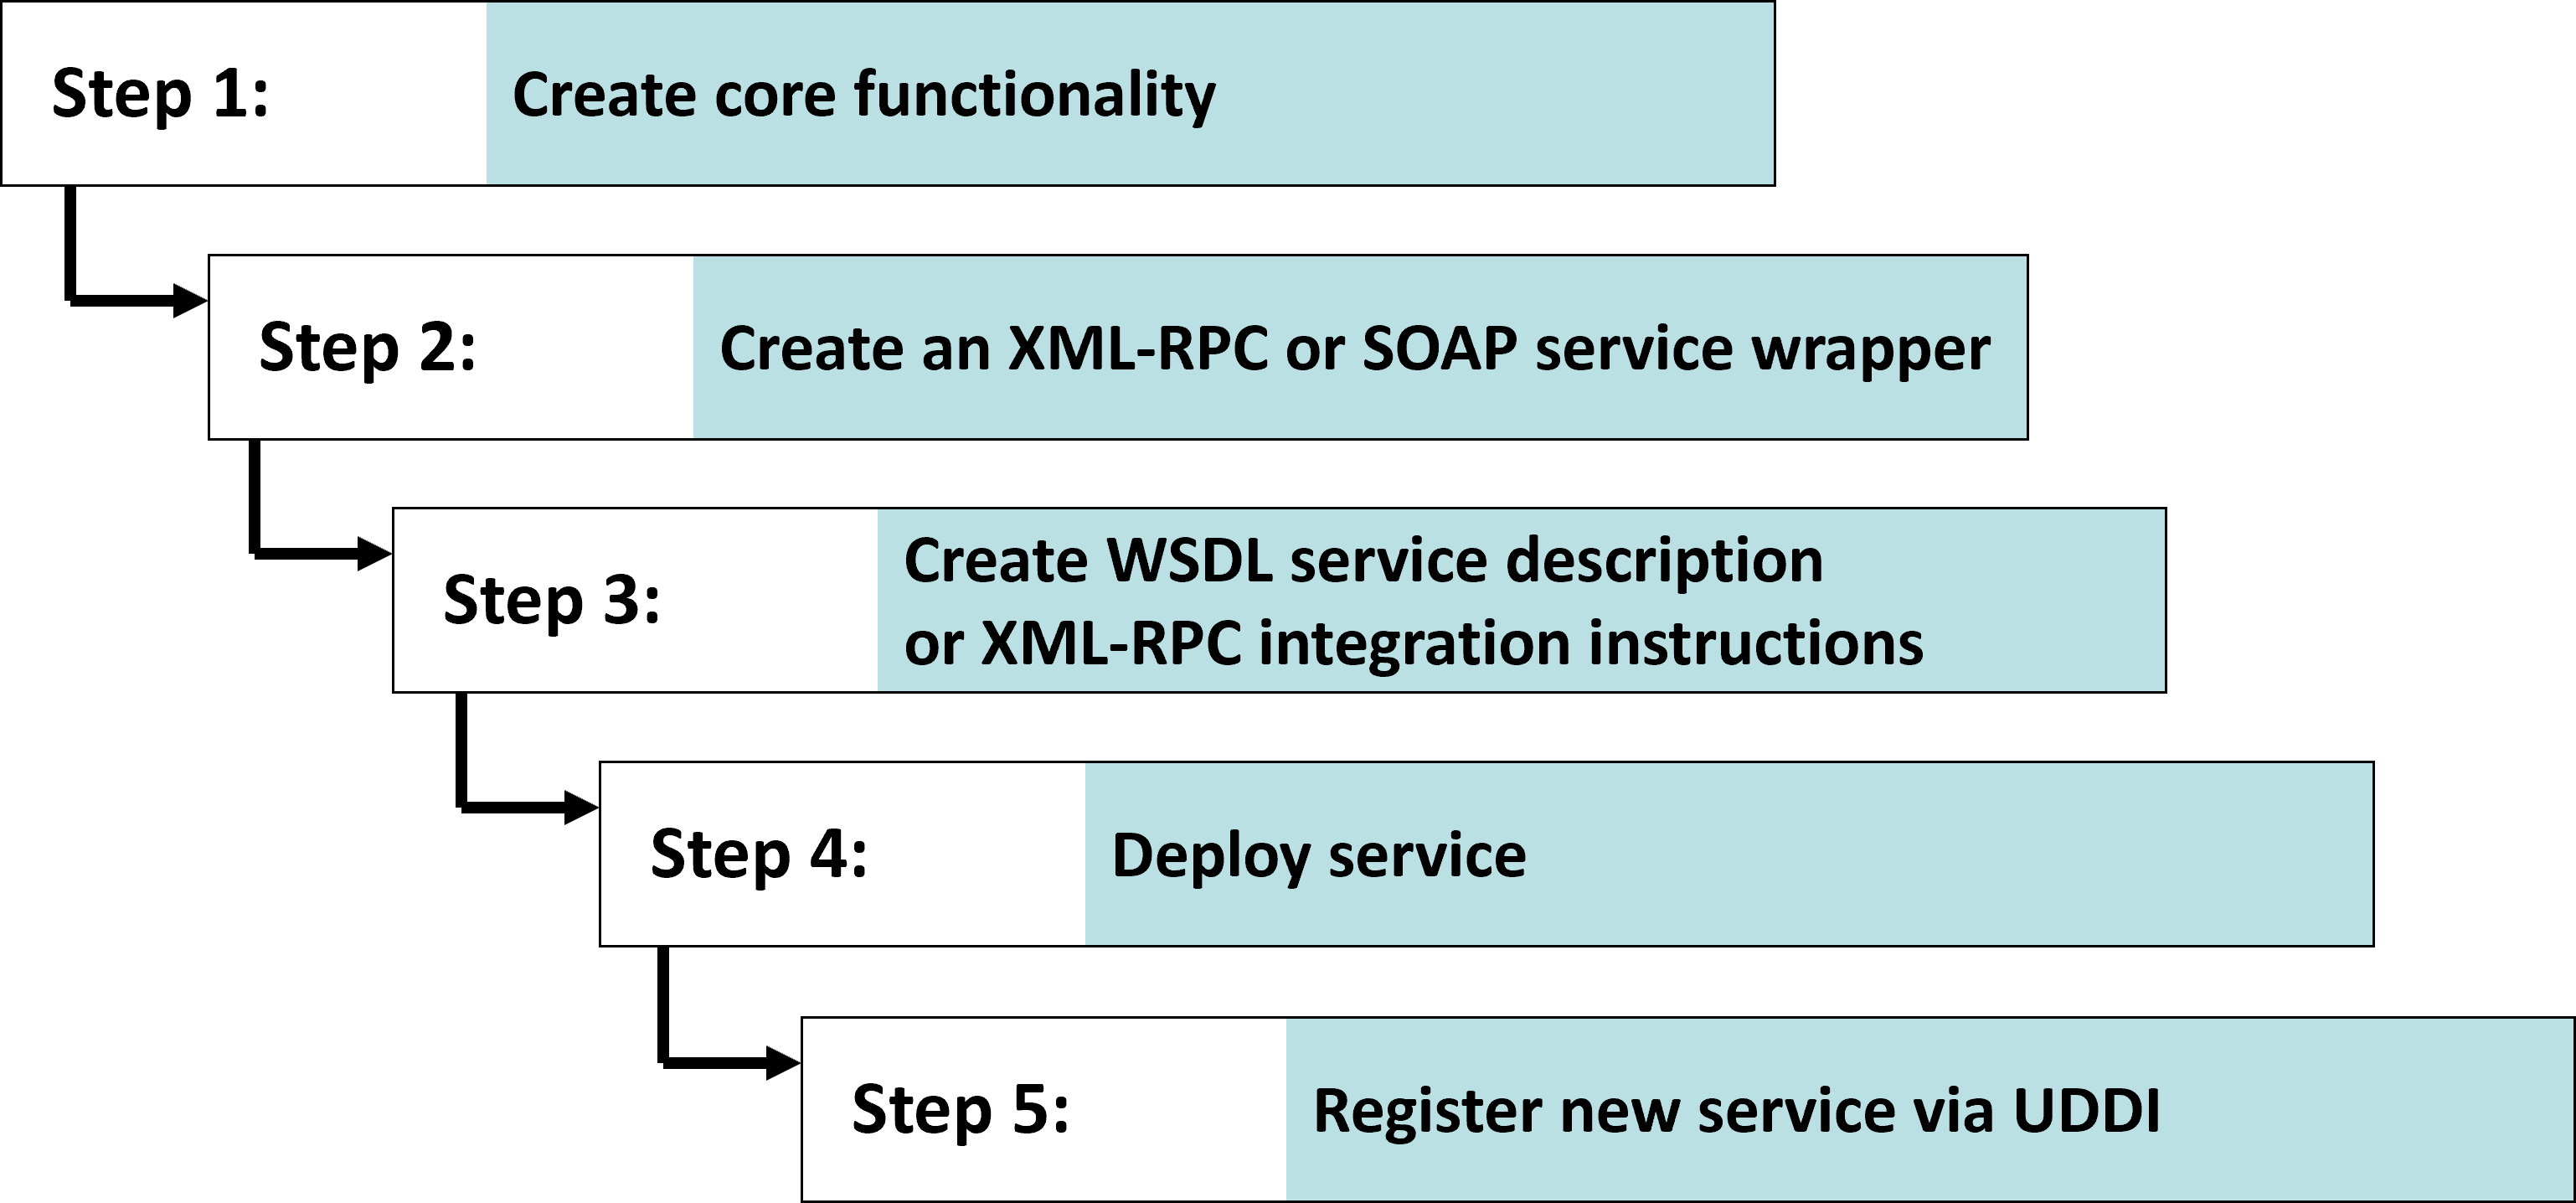 Step 1:
Create core functionality
Step 2:
Create an XML-RPC or SOAP service wrapper
Step 3:
Create WSDL service description
or XML-RPC integration instructions
Step 4:
Deploy service
Step 5:
Register new service via UDDI